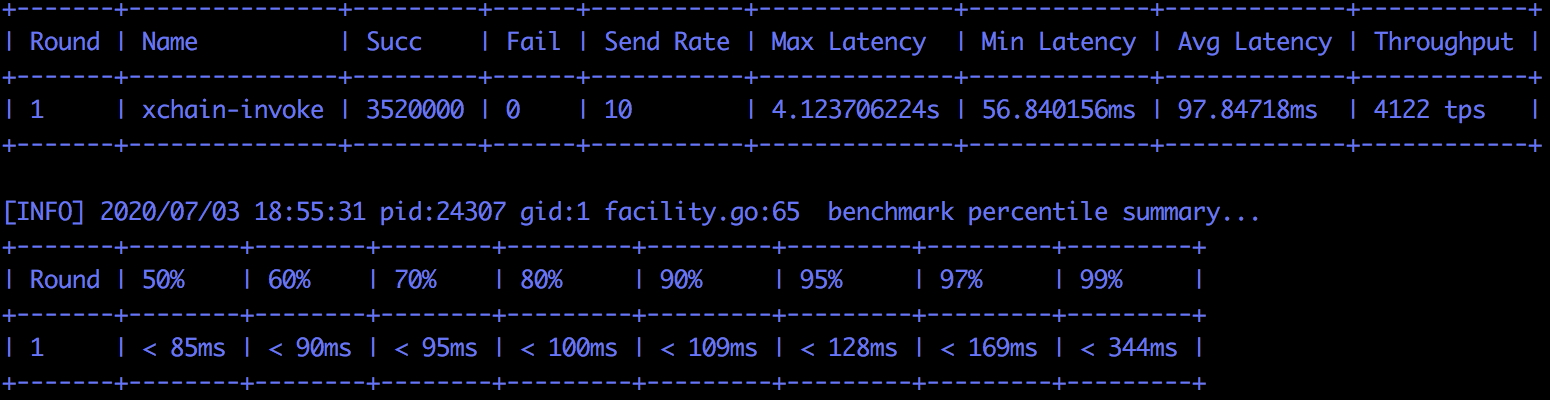 +-------+---------------+---------+------+-----------+--------------+-------------+-------------+------------+
| Round | Name          | Succ    | Fail | Send Rate | Max Latency  | Min Latency | Avg Latency | Throughput |
+-------+---------------+---------+------+-----------+--------------+-------------+-------------+------------+
| 1     | xchain-invoke | 3520000 | 0    | 10        | 4.123706224s | 56.840156ms | 97.84718ms  | 4122 tps   |
+-------+---------------+---------+------+-----------+--------------+-------------+-------------+------------+
[INFO] 2020/07/03 18:55:31 pid:24307 gid:1 facility.go:65  benchmark percentile summary...
+-------+--------+--------+--------+---------+---------+---------+---------+---------+
| Round | 50%    | 60%    | 70%    | 80%     | 90%     | 95%     | 97%     | 99%     |
+-------+--------+--------+--------+---------+---------+---------+---------+---------+
| 1     | < 85ms | < 90ms | < 95ms | < 100ms | < 109ms | < 128ms | < 169ms | < 344ms |
+-------+--------+--------+--------+---------+---------+---------+---------+---------+